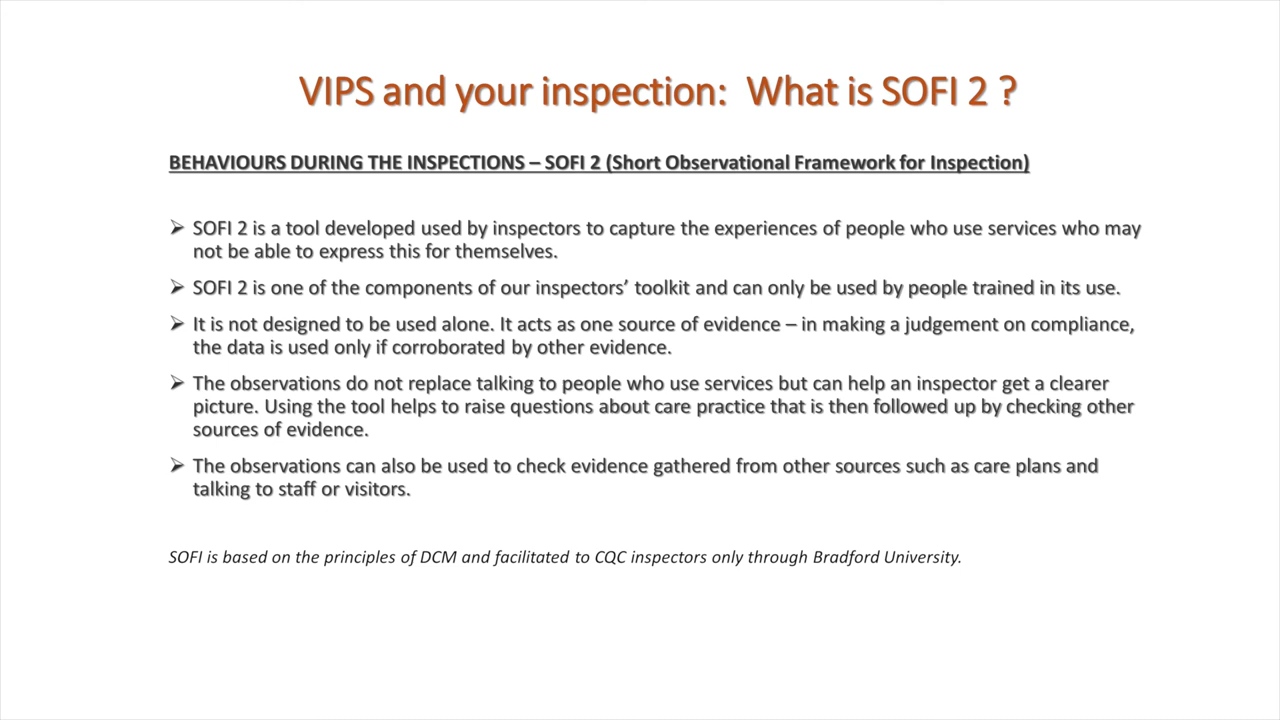 VIPS and your inspection:  What is SOFI 2 ?
BEHAVIOURS DURING THE INSPECTIONS – SOFI 2 (Short Observational Framework for Inspection)
➢ SOFI 2 is a tool developed used by inspectors to capture the experiences of people who use services who may
not be able to express this for themselves.
➢ SOFI 2 is one of the components of our inspectors’ toolkit and can only be used by people trained in its use.
➢ It is not designed to be used alone. It acts as one source of evidence – in making a judgement on compliance,
the data is used only if corroborated by other evidence.
➢ The observations do not replace talking to people who use services but can help an inspector get a clearer
picture. Using the tool helps to raise questions about care practice that is then followed up by checking other
sources of evidence.
➢ The observations can also be used to check evidence gathered from other sources such as care plans and
talking to staff or visitors.
SOFI is based on the principles of DCM and facilitated to CQC inspectors only through Bradford University.